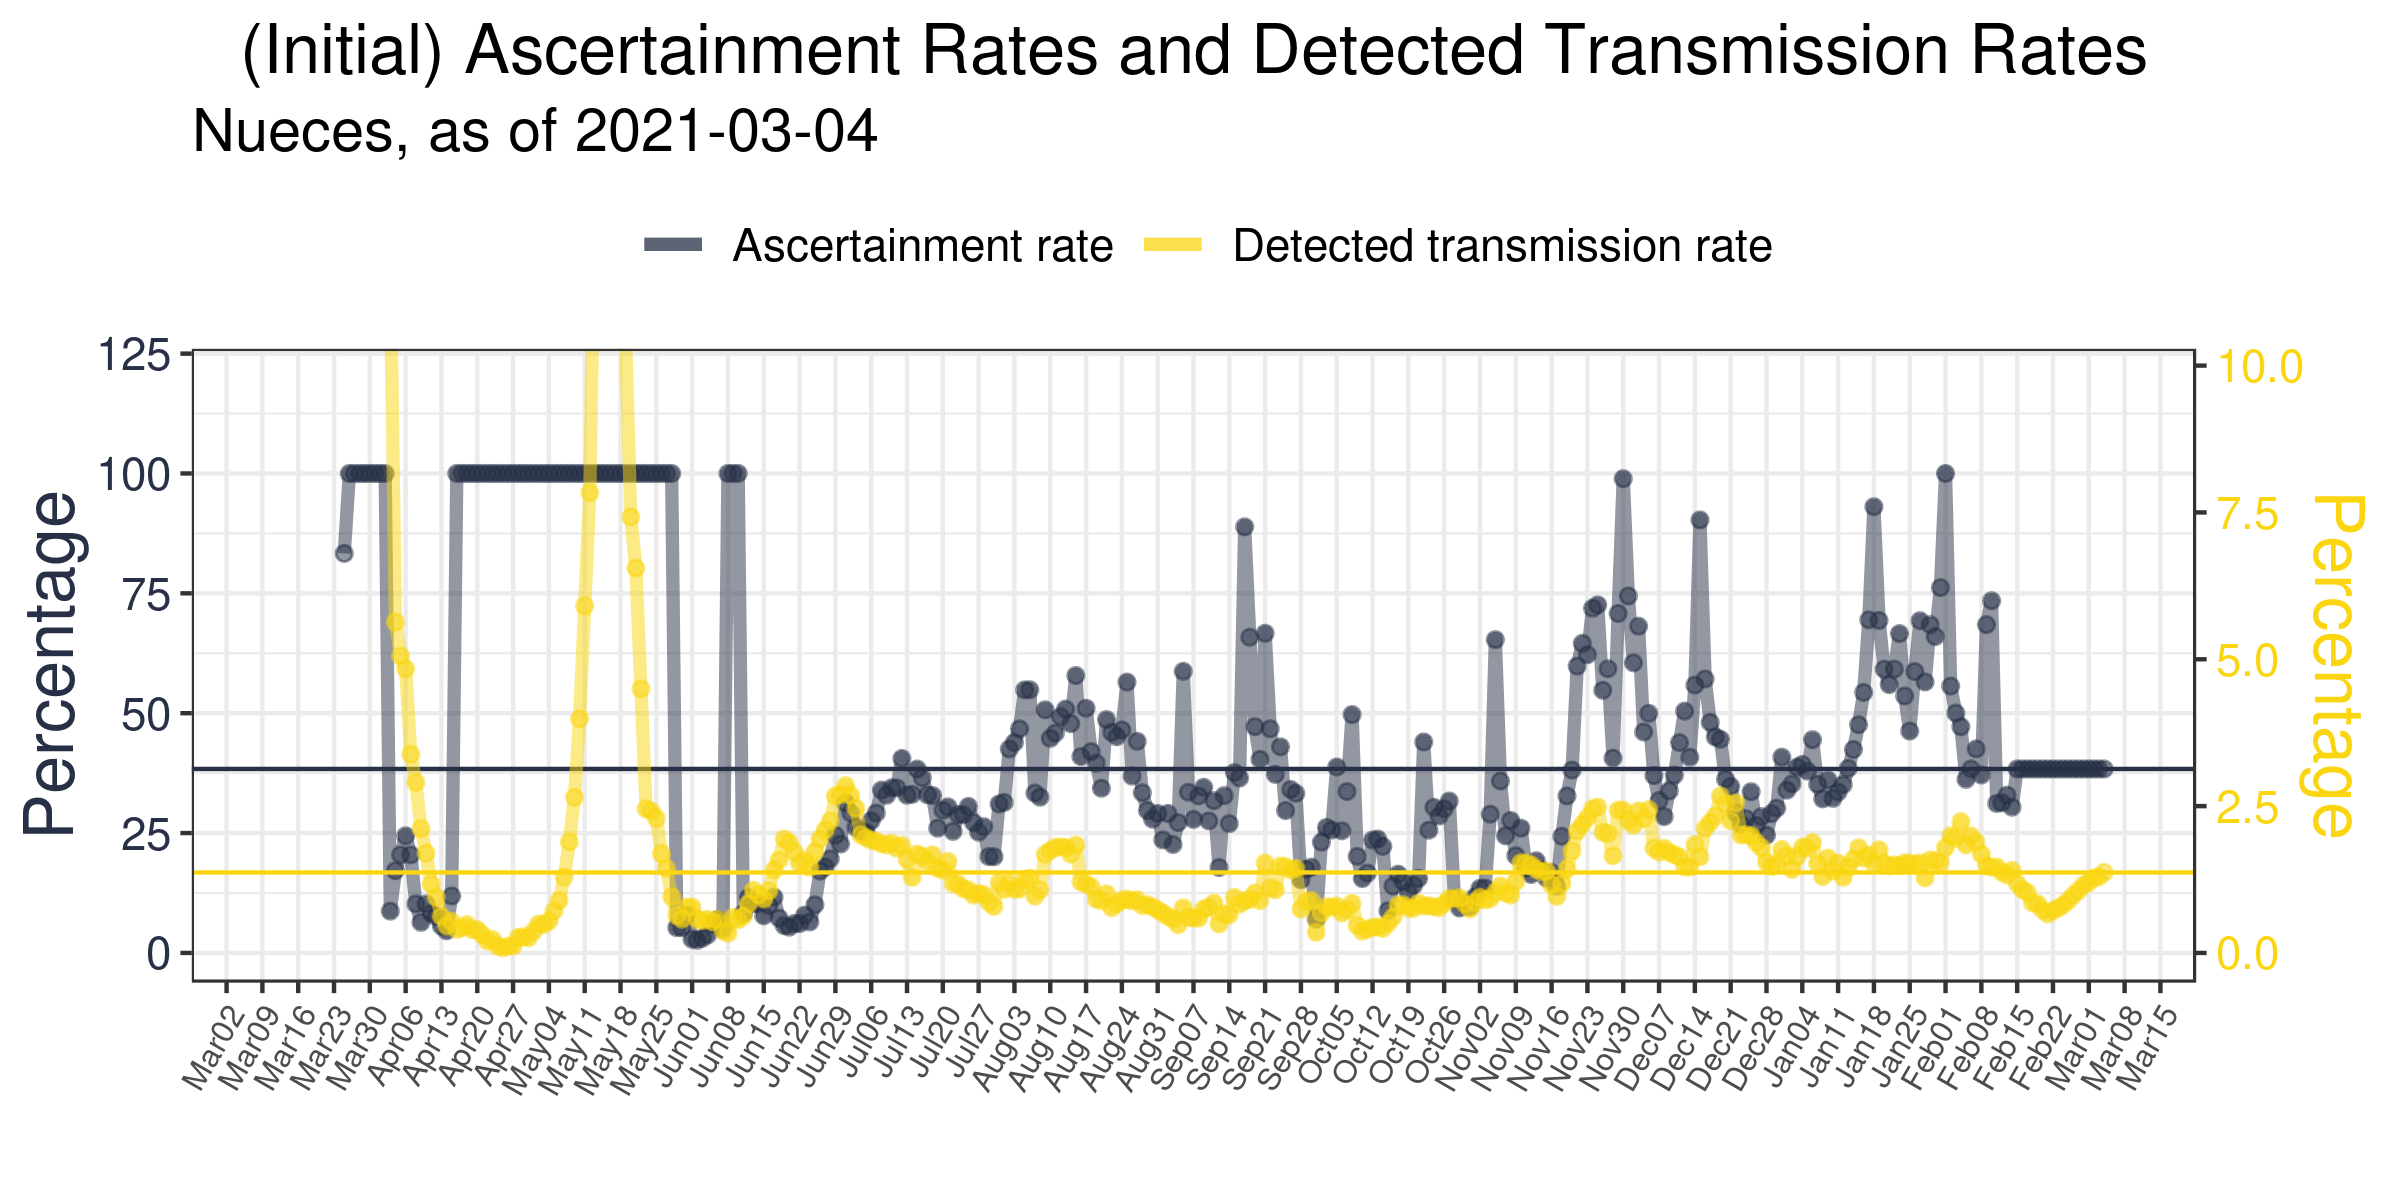 (Initial) Ascertainment Rates and Detected Transmission Rates
Nueces, as of 2021-03-04
Ascertainment rate
Detected transmission rate
Percentage
125
100
75
50
25
0
10.0
7.5
5.0
2.5
0.0
Percentage
Mar02
Mar09
Mar16
Mar23
Mar30
Apr06
Apr13
Apr20
Apr27
May04
May11
May18
May25
Jun01
Jun08
Jun15
Jun22
Jun29
Jul06
Jul13
Jul20
Jul27
Aug03
Aug10
Aug17
Aug24
Aug31
Sep07
Sep14
Sep21
Sep28
Oct05
Oct12
Oct19
Oct26
Nov02
Nov09
Nov16
Nov23
Nov30
Dec07
Dec14
Dec21
Dec28
Jan04
Jan11
Jan18
Jan25
Feb01
Feb08
Feb15
Feb22
Mar01
Mar08
Mar15